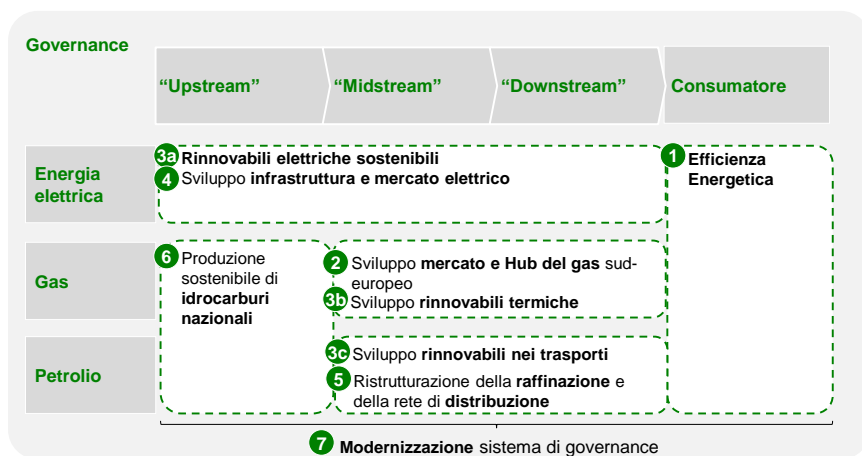 Governance
“Upstream” “Midstream” “Downstream” Consumatore
Energia
elettrica
3a Rinnovabili elettriche sostenibili
4 Sviluppo infrastruttura e mercato elettrico
1 Efficienza
Energetica
Gas
6 Produzione
sostenibile di
idrocarburi
nazionali
2 Sviluppo mercato e Hub del gas sud-
europeo
3b Sviluppo rinnovabili termiche
Petrolio
3c Sviluppo rinnovabili nei trasporti
5 Ristrutturazione della raffinazione e
della rete di distribuzione
7 Modernizzazione sistema di governance